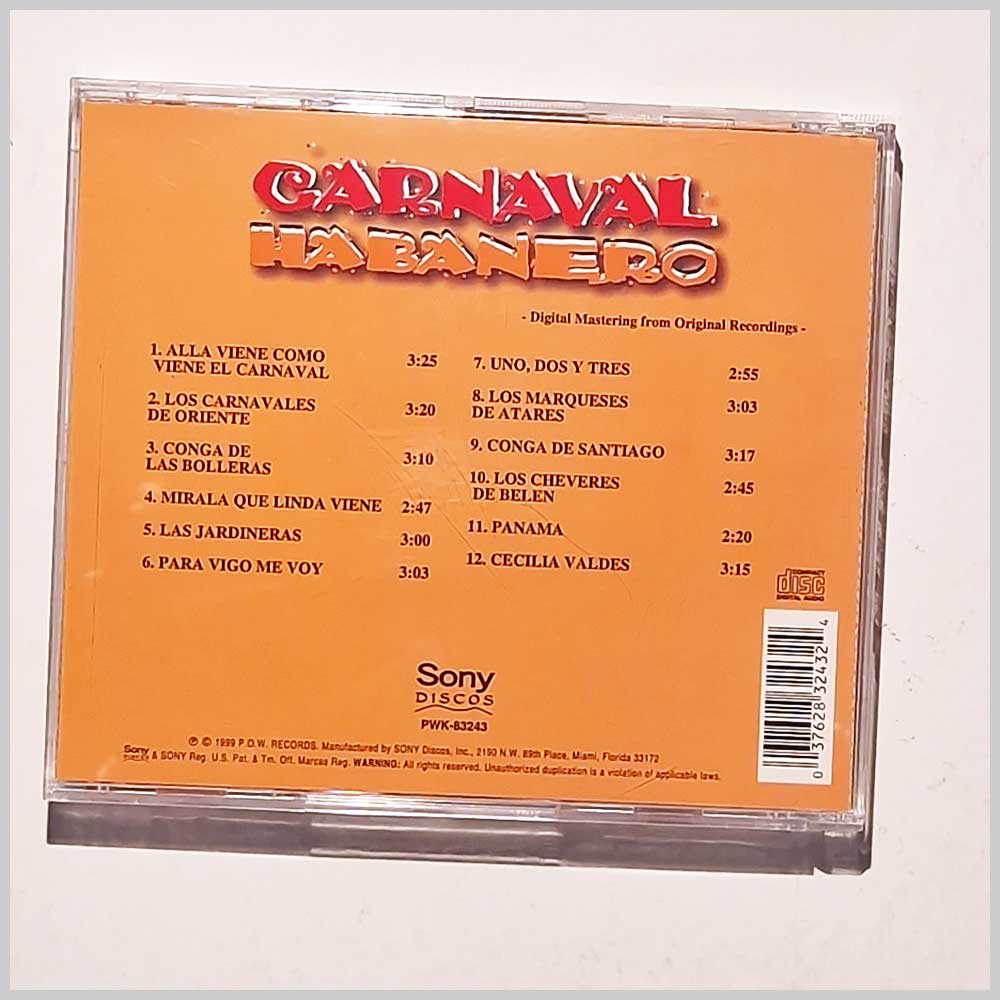 CARNAVAL
HABANERO
- Digital Mastering from Original Recordings -
1. ALLA VIENE COMO
VIENE EL CARNAVAL 3:25
2. LOS CARNAVALES
DE ORIENTE 3:20
3. CONGA DE
LAS BOLLERAS 3:10
4. MIRALA QUE LINDA VIENE 2:47
5. LAS JARDINERAS 3:00
6. PARA VIGO ME VOY 3:03
7. UNO, DOS Y TRES 2:55
8. LOS MARQUESES
DE ATARES 3:03
9. CONGA DE SANTIAGO 3:17
10. LOS CHEVERES
DE BELEN 2:45
11. PANAMA 2:20
12. CECILIA VALDES 3:15
COMPACT
disc
DIGITAL AUDIO
Sony
DISCOS
PWK-83243
℗ © 1999 P.O.W. RECORDS. Manufactured by SONY Discos, Inc., 2190 N.W. 89th Place, Miami, Florida 33172
Sony DISCOS & SONY Reg. U.S. Pat. & Tm. Off. Marcas Reg. WARNING: All rights reserved. Unauthorized duplication is a violation of applicable laws.
0 37628 32432 4